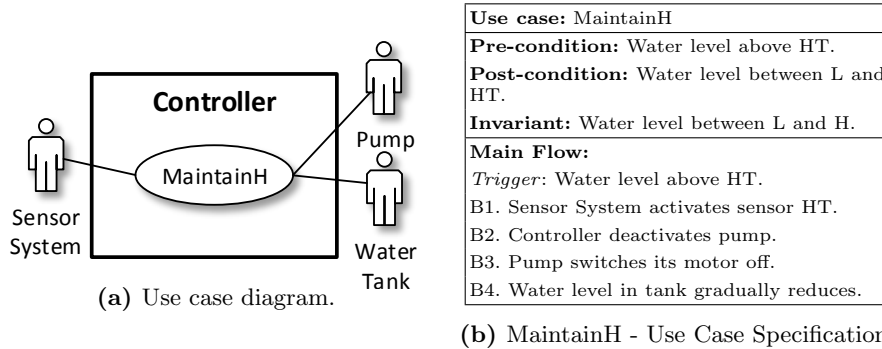 Controller
MaintainH
Sensor
System
Pump
Water
Tank
(a) Use case diagram.
Use case: MaintainH
Pre-condition: Water level above HT.
Post-condition: Water level between L and
HT.
Invariant: Water level between L and H.
Main Flow:
Trigger: Water level above HT.
B1. Sensor System activates sensor HT.
B2. Controller deactivates pump.
B3. Pump switches its motor off.
B4. Water level in tank gradually reduces.
(b) MaintainH - Use Case Specification